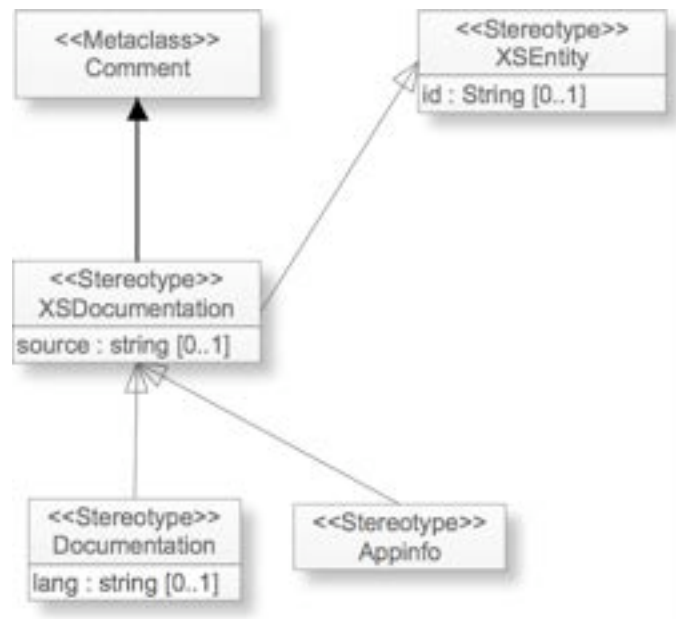 <<Metaclass>>
Comment
<<Stereotype>>
XSEntity
id : String [0..1]
<<Stereotype>>
XSDocumentation
source : string [0..1]
<<Stereotype>>
Documentation
lang : string [0..1]
<<Stereotype>>
Appinfo